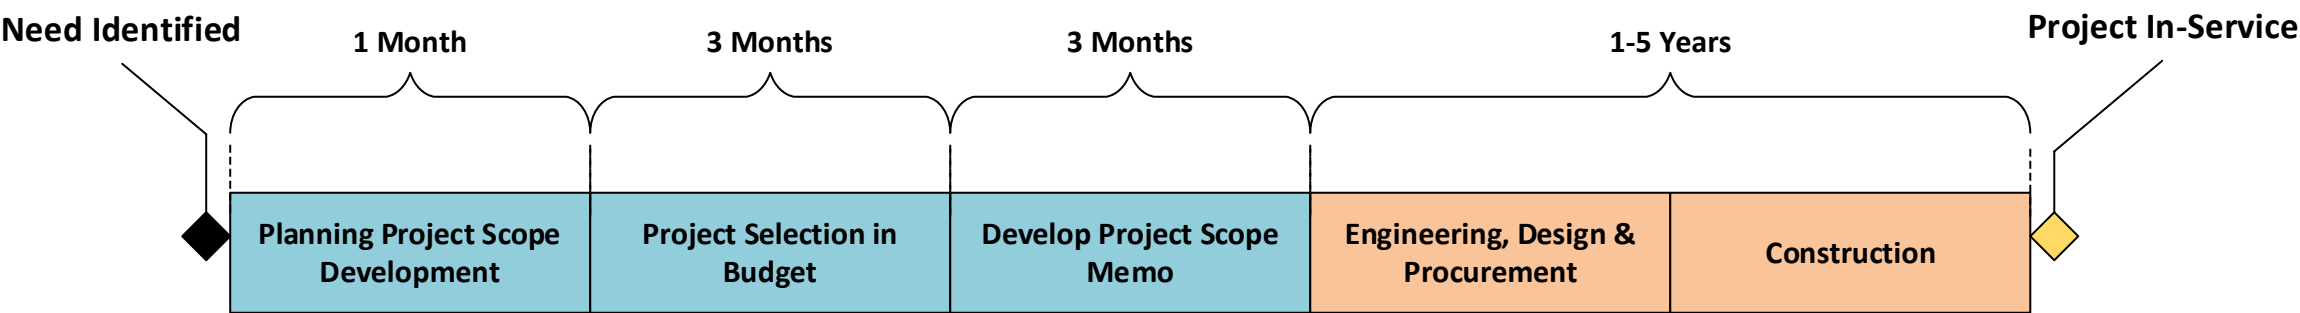 Need Identified
1 Month
3 Months
3 Months
1-5 Years
Project In-Service
Planning Project Scope
Development
Project Selection in
Budget
Develop Project Scope
Memo
Engineering, Design &
Procurement
Construction